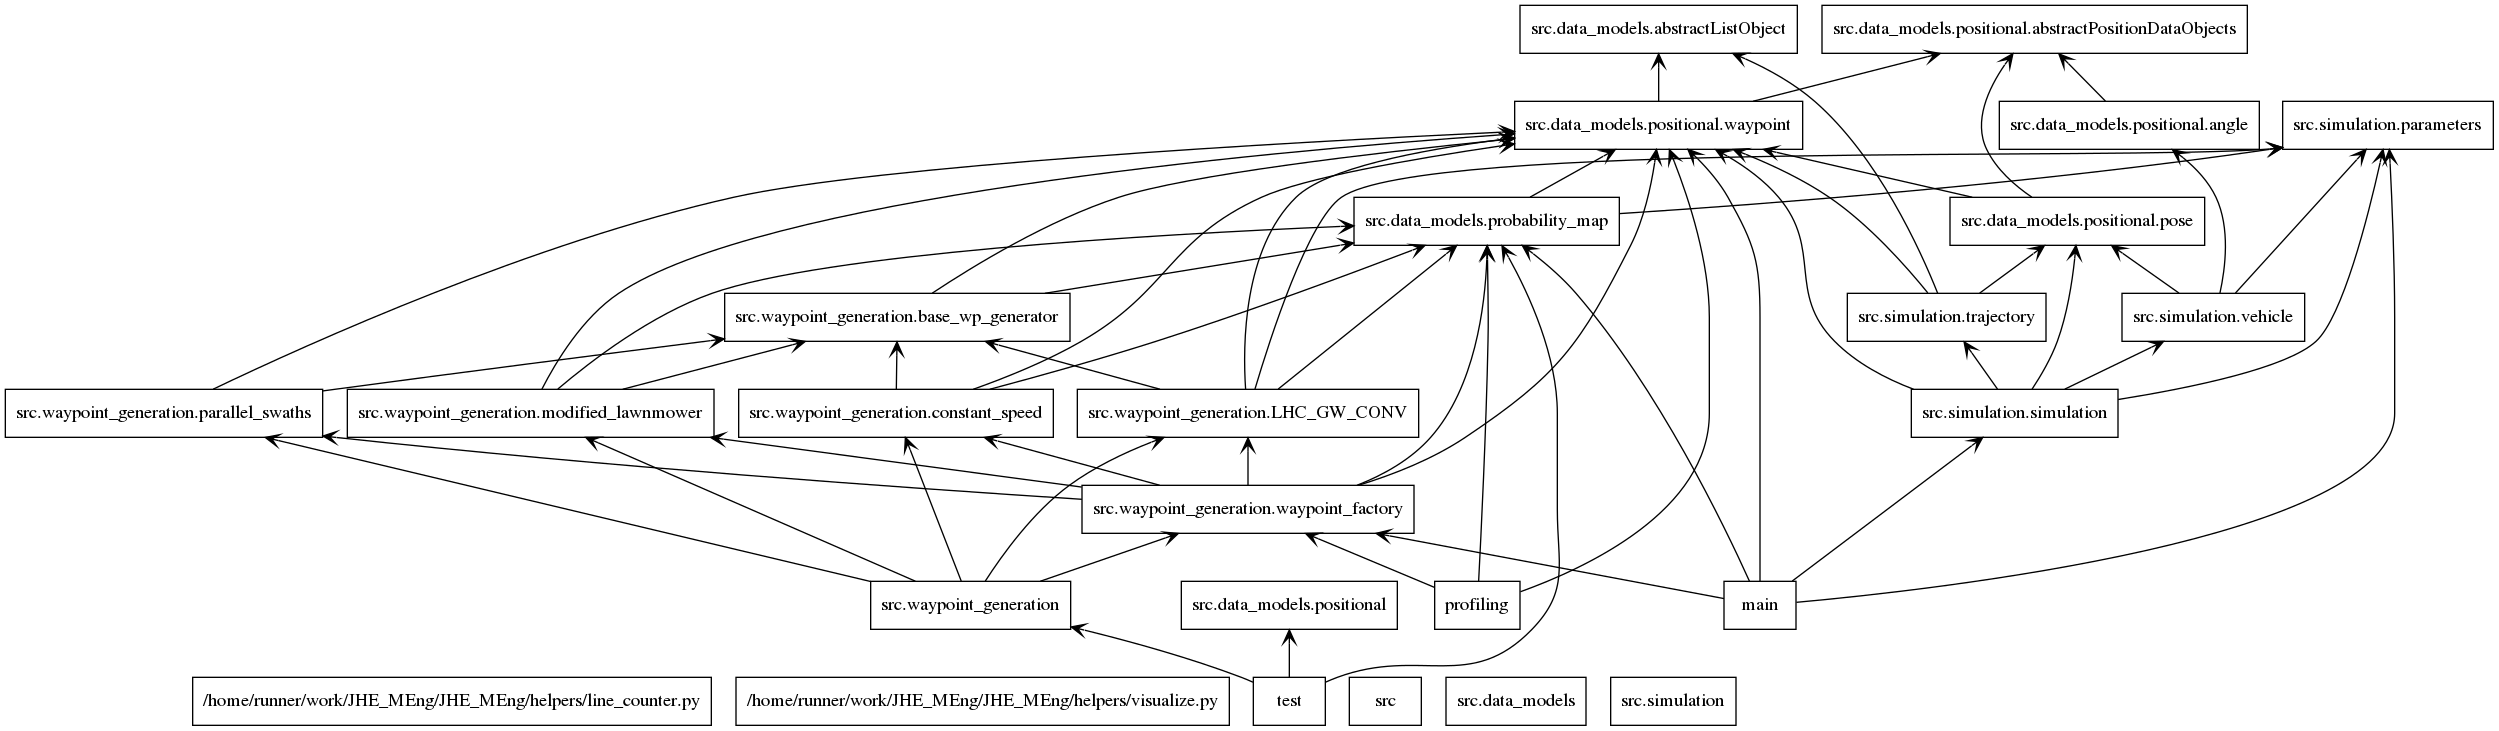 src.data_models.abstractListObject
src.data_models.positional.abstractPositionDataObjects
src.data_models.positional.waypoint
src.data_models.positional.angle
src.simulation.parameters
src.data_models.probability_map
src.data_models.positional.pose
src.waypoint_generation.base_wp_generator
src.simulation.trajectory
src.simulation.vehicle
src.waypoint_generation.parallel_swaths
src.waypoint_generation.modified_lawnmower
src.waypoint_generation.constant_speed
src.waypoint_generation.LHC_GW_CONV
src.simulation.simulation
src.waypoint_generation.waypoint_factory
src.waypoint_generation
src.data_models.positional
profiling
main
/home/runner/work/JHE_MEng/JHE_MEng/helpers/line_counter.py
/home/runner/work/JHE_MEng/JHE_MEng/helpers/visualize.py
test
src
src.data_models
src.simulation